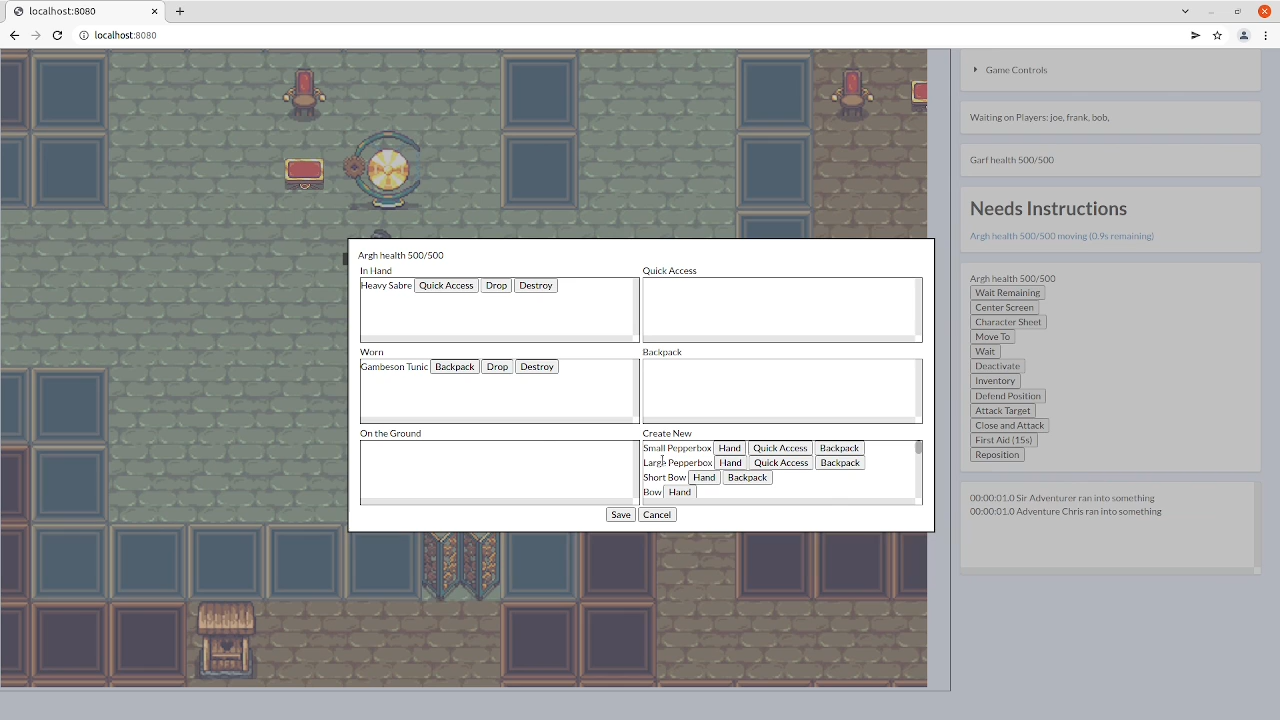 localhost:8080
localhost:8080
Game Controls
Waiting on Players: joe, frank, bob,
Garf health 500/500
Needs Instructions
Argh health 500/500 moving (0.9s remaining)
Argh health 500/500
Wait Remaining
Center Screen
Character Sheet
Move To
Wait
Deactivate
Inventory
Defend Position
Attack Target
Close and Attack
First Aid (15s)
Reposition
00:00:01.0 Sir Adventurer ran into something
00:00:01.0 Adventure Chris ran into something
Argh health 500/500
In Hand
Heavy Sabre Quick Access Drop Destroy
Quick Access
Worn
Gambeson Tunic Backpack Drop Destroy
Backpack
On the Ground
Create New
Small Pepperbox Hand Quick Access Backpack
Large Pepperbox Hand Quick Access Backpack
Short Bow Hand Backpack
Bow Hand
Save Cancel